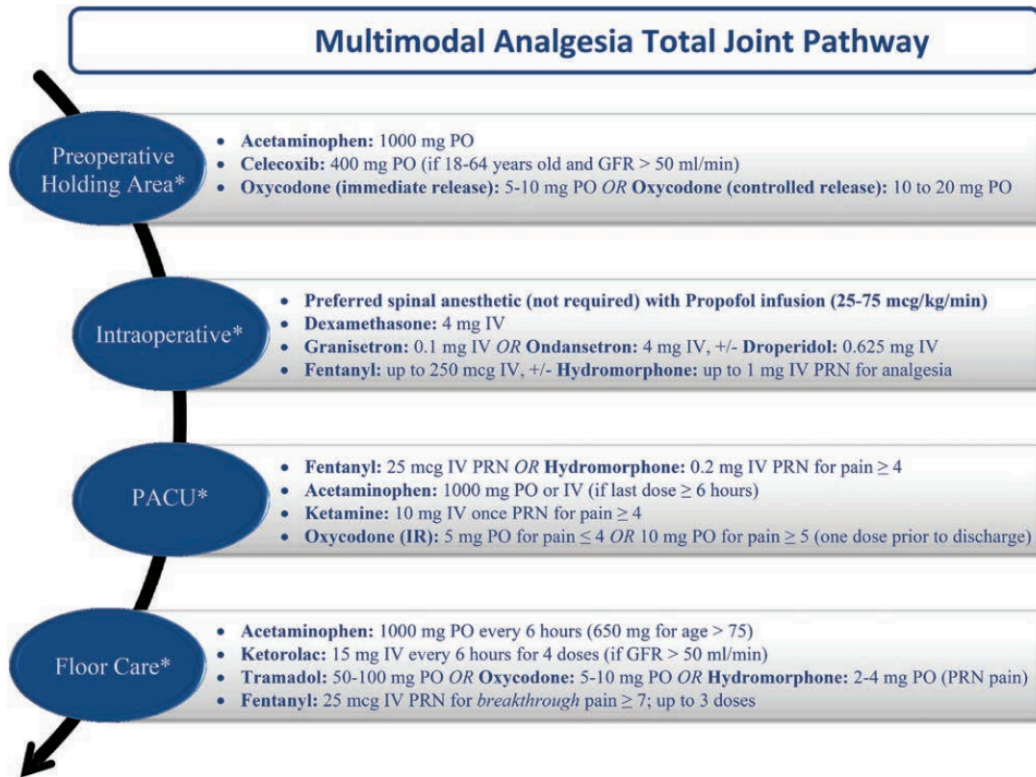 Multimodal Analgesia Total Joint Pathway
Preoperative
Holding Area*
• Acetaminophen: 1000 mg PO
• Celecoxib: 400 mg PO (if 18-64 years old and GFR > 50 ml/min)
• Oxycodone (immediate release): 5-10 mg PO OR Oxycodone (controlled release): 10 to 20 mg PO
Intraoperative*
• Preferred spinal anesthetic (not required) with Propofol infusion (25-75 mcg/kg/min)
• Dexamethasone: 4 mg IV
• Granisetron: 0.1 mg IV OR Ondansetron: 4 mg IV, +/- Droperidol: 0.625 mg IV
• Fentanyl: up to 250 mcg IV, +/- Hydromorphone: up to 1 mg IV PRN for analgesia
PACU*
• Fentanyl: 25 mcg IV PRN OR Hydromorphone: 0.2 mg IV PRN for pain ≥ 4
• Acetaminophen: 1000 mg PO or IV (if last dose ≥ 6 hours)
• Ketamine: 10 mg IV once PRN for pain ≥ 4
• Oxycodone (IR): 5 mg PO for pain ≤ 4 OR 10 mg PO for pain ≥ 5 (one dose prior to discharge)
Floor Care*
• Acetaminophen: 1000 mg PO every 6 hours (650 mg for age > 75)
• Ketorolac: 15 mg IV every 6 hours for 4 doses (if GFR > 50 ml/min)
• Tramadol: 50-100 mg PO OR Oxycodone: 5-10 mg PO OR Hydromorphone: 2-4 mg PO (PRN pain)
• Fentanyl: 25 mcg IV PRN for breakthrough pain ≥ 7; up to 3 doses